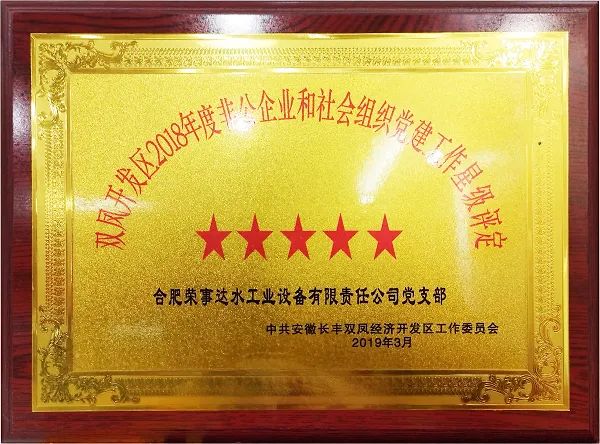 双凤开发区2018年度非公企业和社会组织党建工作星级评定
合肥荣事达水工业设备有限责任公司党支部
中共安徽长丰双凤经济开发区工作委员会
2019年3月